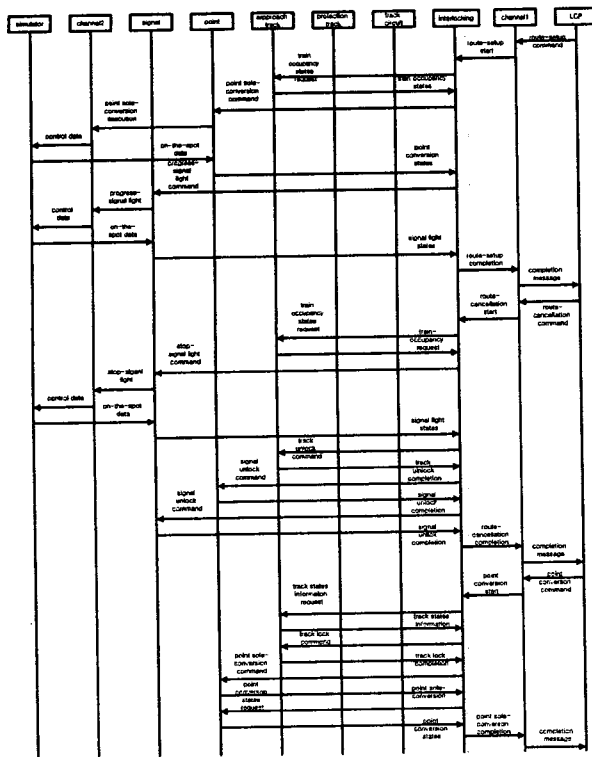 simulator
channel2
signal
point
approach
track
protection
track
track
circuit
interlocking
channel1
LCP
route-setup
command
route-setup
start
train
occupancy
states
request
train occupancy
states
point sole-
conversion
command
point sole-
conversion
execution
control data
on-the-spot
data
point
conversion
states
progress-
signal
light
command
progress-
signal light
control
data
on-the-
spot data
signal light
states
route-setup
completion
completion
message
route-
cancellation
command
route-
cancellation
start
train
occupancy
states
request
train-
occupancy
request
stop-
signal light
command
stop-siganl
light
control data
on-the-spot
data
signal light
states
track
unlock
command
track
unlock
completion
signal
unlock
command
signal
unlock
completion
signal
unlock
command
signal
unlock
completion
route-
cancellation
completion
completion
message
point
conversion
command
point
conversion
start
track states
information
request
track states
information
track lock
command
track lock
completion
point sole-
conversion
command
point sole-
conversion
point
conversion
states
request
point
conversion
states
point sole-
conversion
completion
completion
message